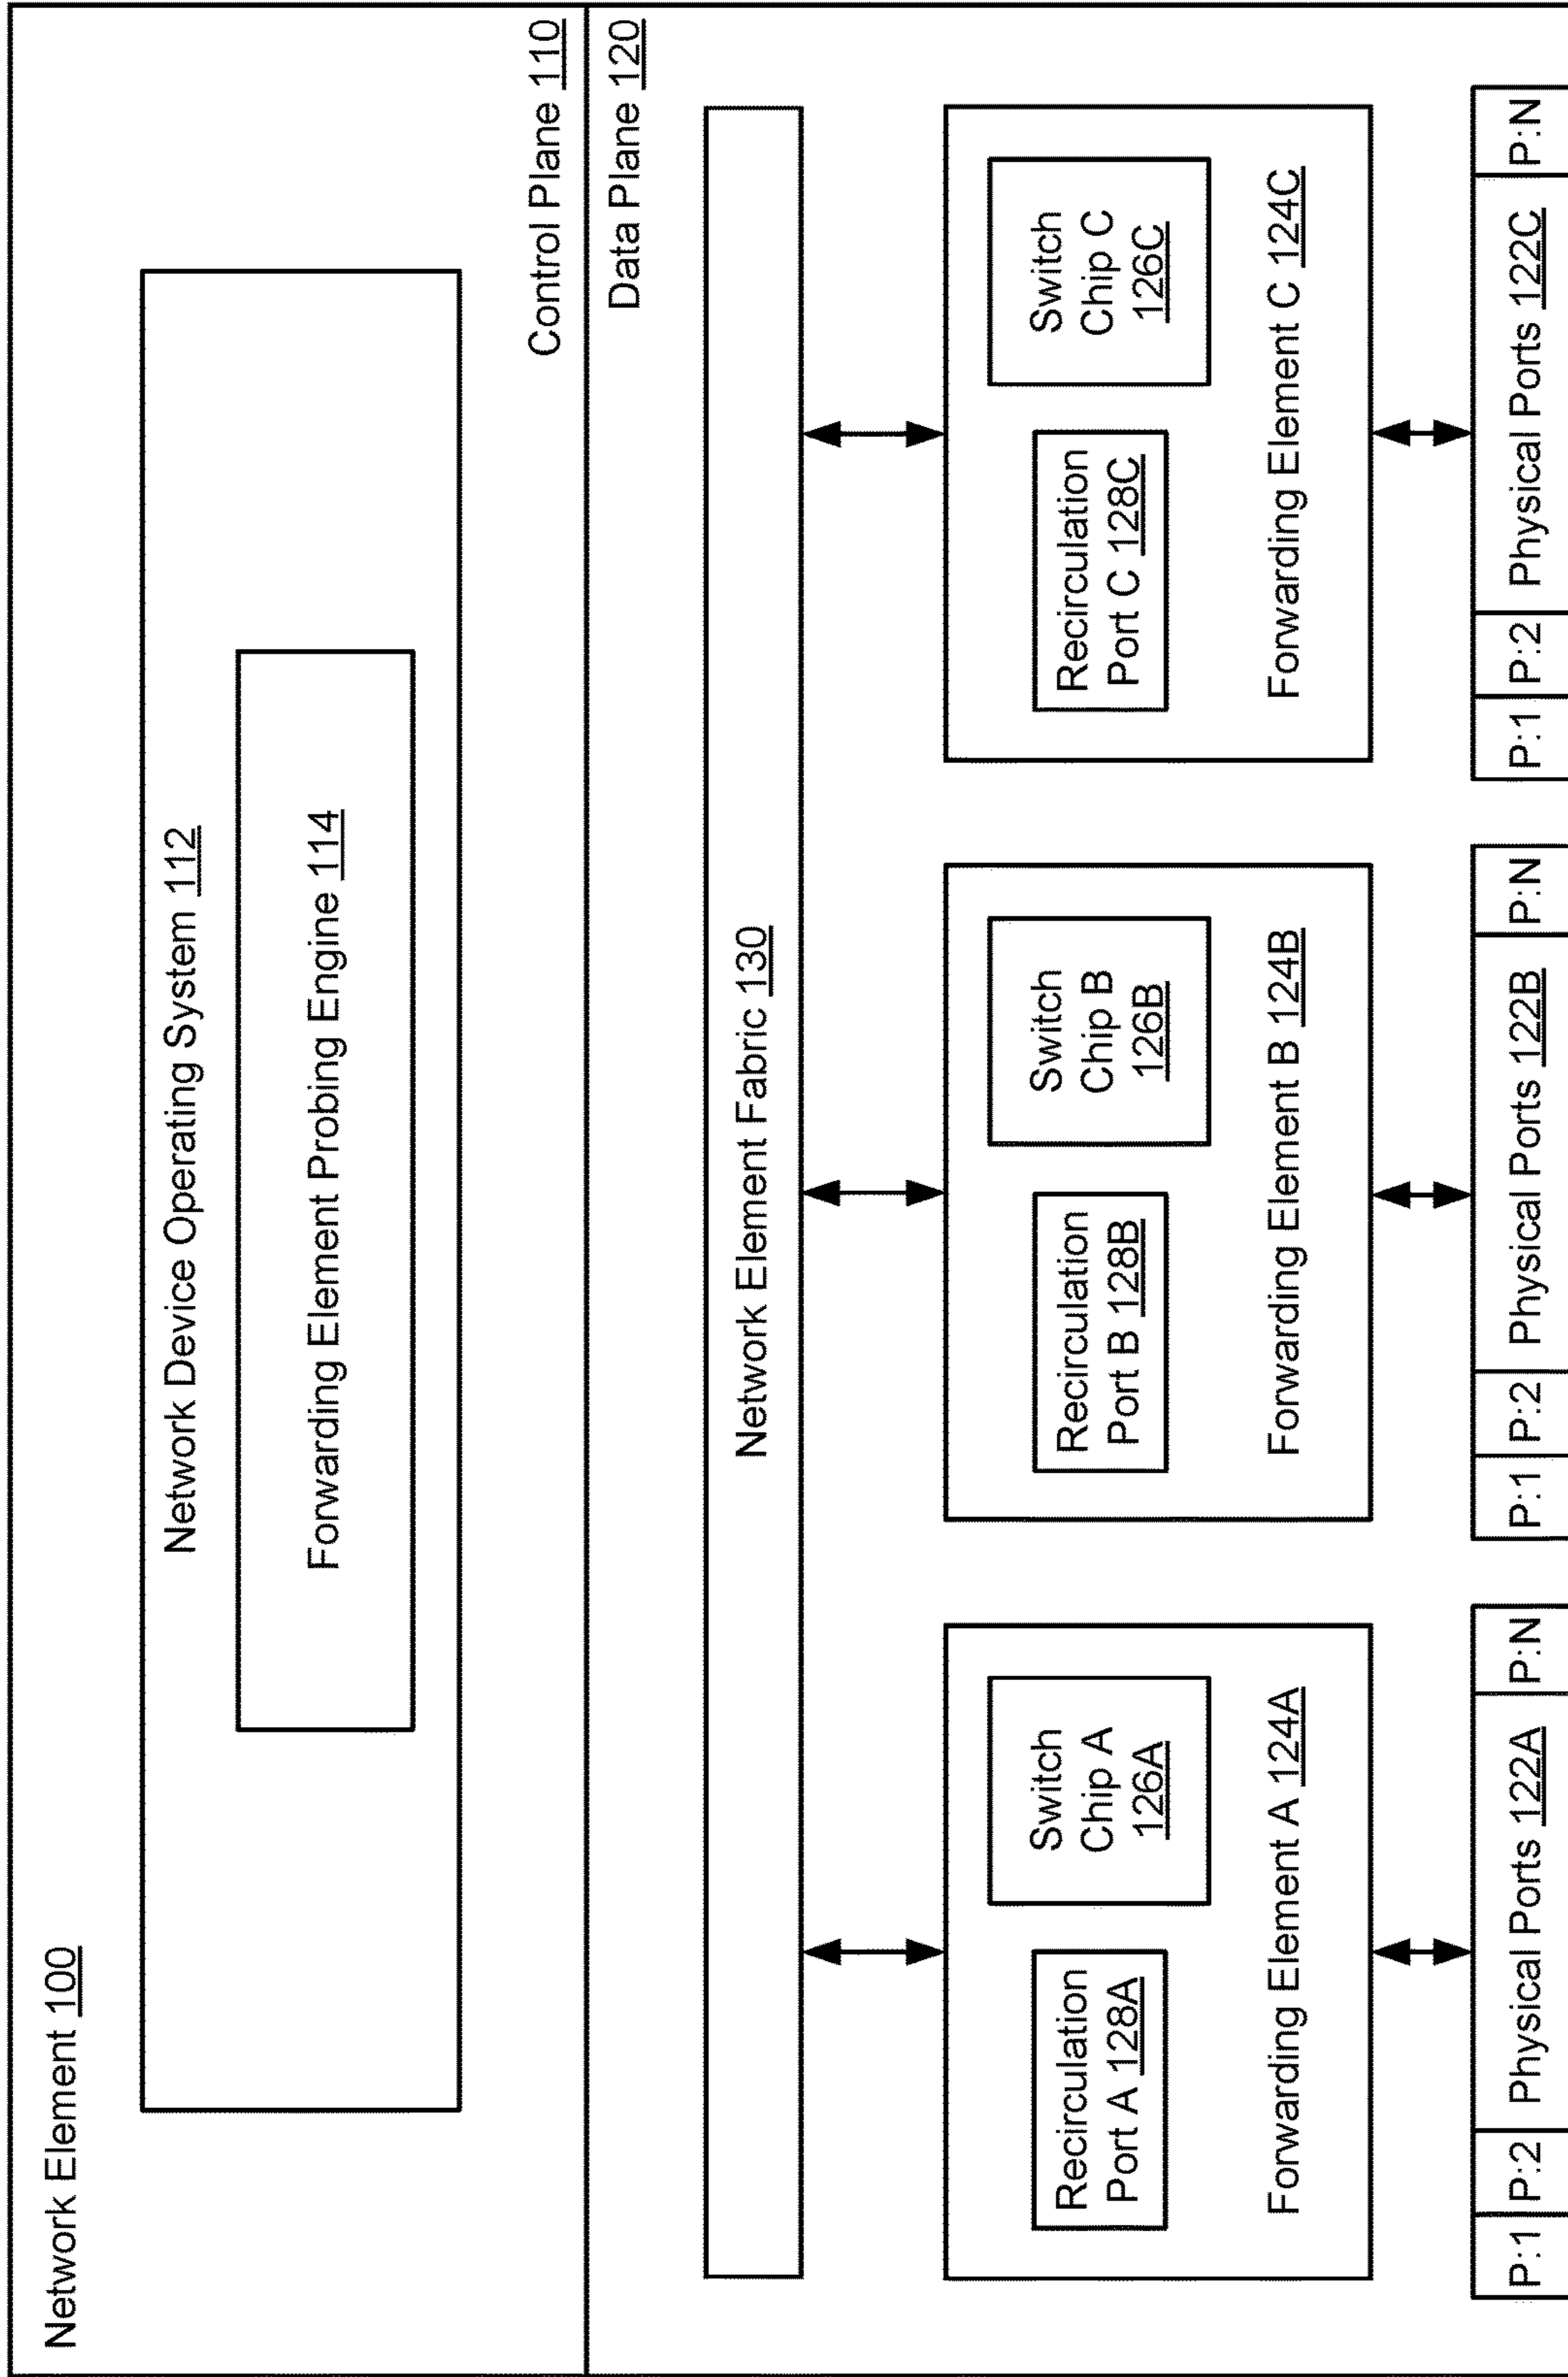 Network Element 100
Network Device Operating System 112
Forwarding Element Probing Engine 114
Control Plane 110
Data Plane 120
Network Element Fabric 130
Recirculation
Port A 128A
Switch
Chip A
126A
Forwarding Element A 124A
Recirculation
Port B 128B
Switch
Chip B
126B
Forwarding Element B 124B
Recirculation
Port C 128C
Switch
Chip C
126C
Forwarding Element C 124C
P:1 P:2 Physical Ports 122A P:N
P:1 P:2 Physical Ports 122B P:N
P:1 P:2 Physical Ports 122C P:N